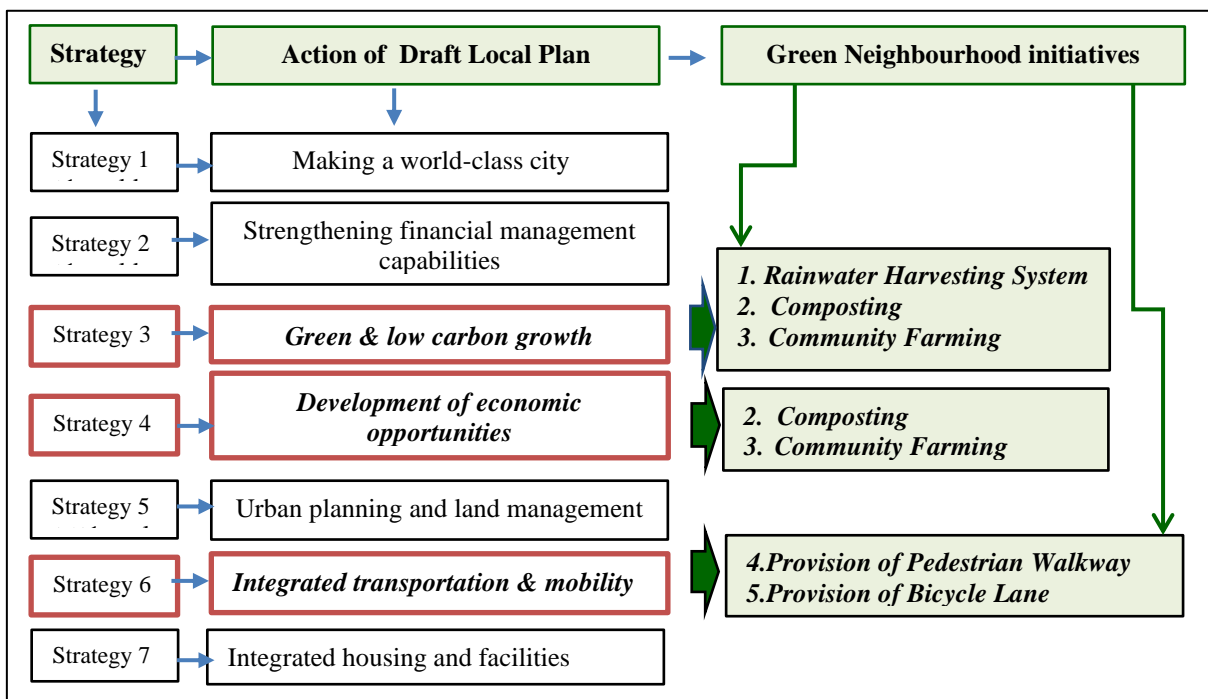 Strategy
Action of Draft Local Plan
Green Neighbourhood initiatives
Strategy 1
Making a world-class city
Strategy 2
Strengthening financial management
capabilities
Strategy 3
Green & low carbon growth
1. Rainwater Harvesting System
2. Composting
3. Community Farming
Strategy 4
Development of economic
opportunities
2. Composting
3. Community Farming
Strategy 5
Urban planning and land management
Strategy 6
Integrated transportation & mobility
4.Provision of Pedestrian Walkway
5.Provision of Bicycle Lane
Strategy 7
Integrated housing and facilities